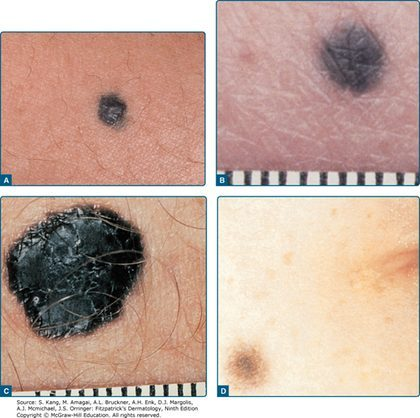 A
B
C
D
Source: S. Kang, M. Amagai, A.L. Bruckner, A.H. Enk, D.J. Margolis,
A.J. McMichael, J.S. Orringer: Fitzpatrick's Dermatology, Ninth Edition
Copyright © McGraw-Hill Education. All rights reserved.